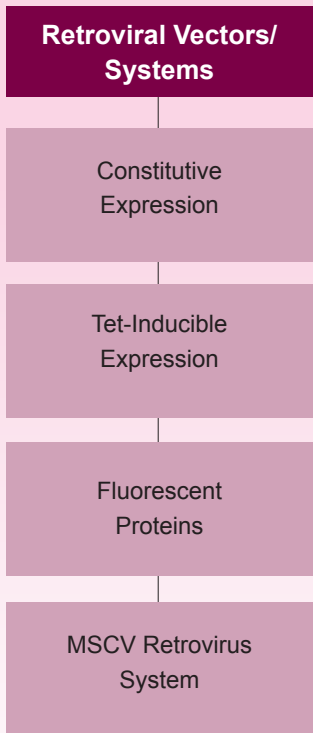 Retroviral Vectors/
Systems
Constitutive
Expression
Tet-Inducible
Expression
Fluorescent
Proteins
MSCV Retrovirus
System